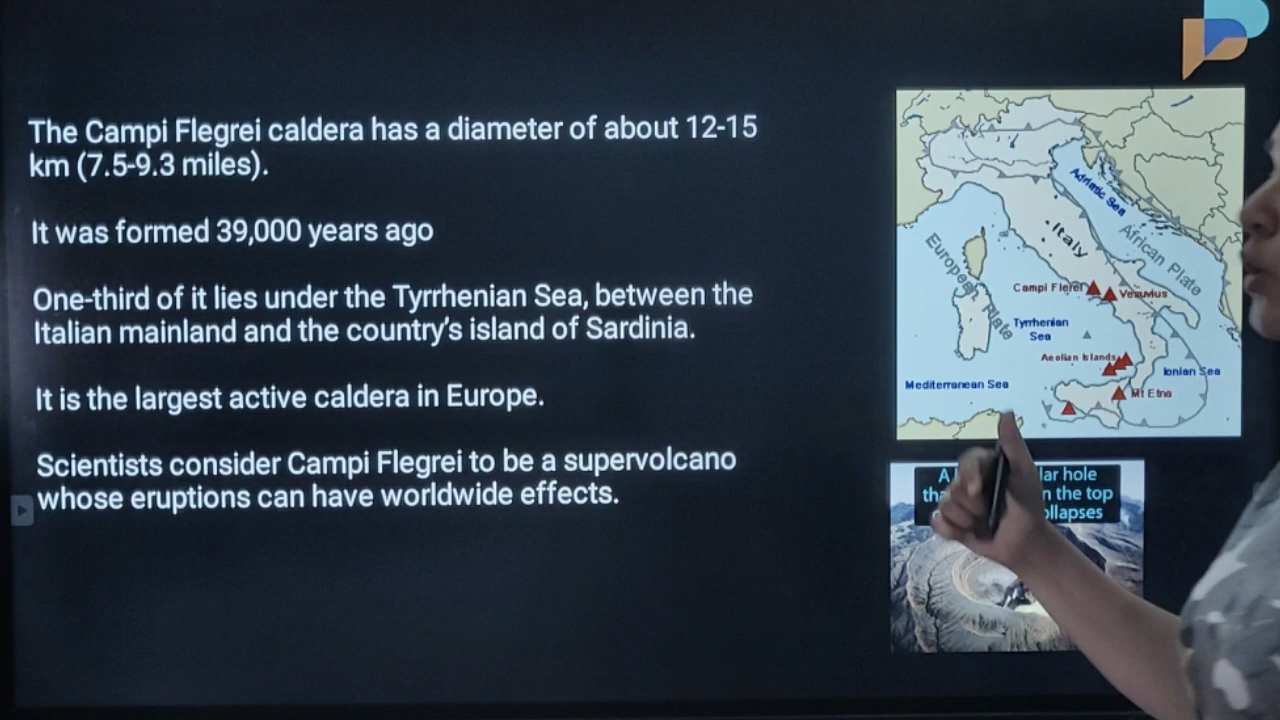 The Campi Flegrei caldera has a diameter of about 12-15
km (7.5-9.3 miles).
It was formed 39,000 years ago
One-third of it lies under the Tyrrhenian Sea, between the
Italian mainland and the country's island of Sardinia.
It is the largest active caldera in Europe.
Scientists consider Campi Flegrei to be a supervolcano
whose eruptions can have worldwide effects.
Adriatic Sea
Italy
African Plate
Europe
Plate
Campi Flerei
Vesuvius
Tyrrhenian
Sea
Aeolian Islands
Ionian Sea
Mediterranean Sea
Mt Etna
A
hole
n the top